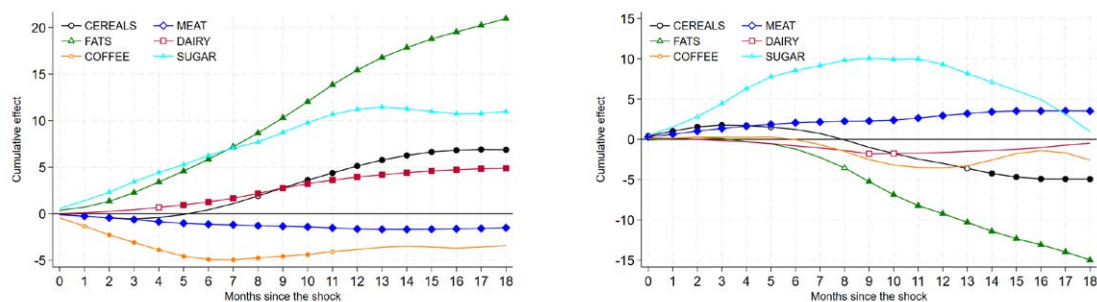 Cumulative effect
20
15
10
5
0
-5
CEREALS MEAT
FATS DAIRY
COFFEE SUGAR
0 1 2 3 4 5 6 7 8 9 10 11 12 13 14 15 16 17 18
Months since the shock
Cumulative effect
15
10
5
0
-5
-10
-15
CEREALS MEAT
FATS DAIRY
COFFEE SUGAR
0 1 2 3 4 5 6 7 8 9 10 11 12 13 14 15 16 17 18
Months since the shock